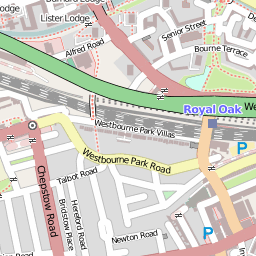 Lister Lodge
Senior Street
Alfred Road
Bourne Terrace
Royal Oak
We
Westbourne Park Villas
P
Westbourne Park Road
Chepstow Road
Talbot Road
Hereford Road
Bridstow Place
Newton Road
P